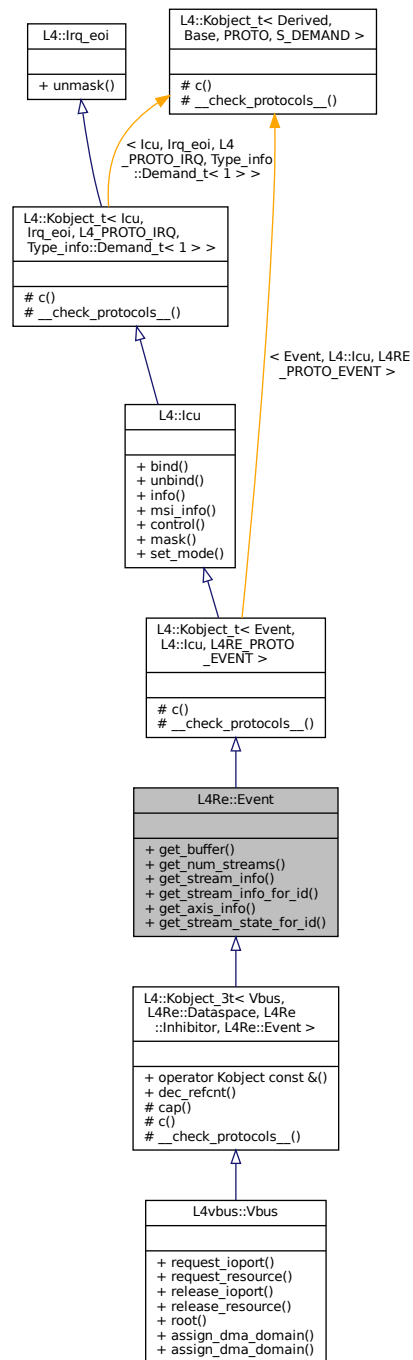 L4::Irq_eoi
+ unmask()
L4::Kobject_t< Derived,
Base, PROTO, S_DEMAND >
# c()
# __check_protocols__()
< Icu, Irq_eoi, L4
_PROTO_IRQ, Type_info
::Demand_t< 1 > >
L4::Kobject_t< Icu,
Irq_eoi, L4_PROTO_IRQ,
Type_info::Demand_t< 1 > >
# c()
# __check_protocols__()
< Event, L4::Icu, L4RE
_PROTO_EVENT >
L4::Icu
+ bind()
+ unbind()
+ info()
+ msi_info()
+ control()
+ mask()
+ set_mode()
L4::Kobject_t< Event,
L4::Icu, L4RE_PROTO
_EVENT >
# c()
# __check_protocols__()
L4Re::Event
+ get_buffer()
+ get_num_streams()
+ get_stream_info()
+ get_stream_info_for_id()
+ get_axis_info()
+ get_stream_state_for_id()
L4::Kobject_3t< Vbus,
L4Re::Dataspace, L4Re
::Inhibitor, L4Re::Event >
+ operator Kobject const &()
+ dec_refcnt()
# cap()
# c()
# __check_protocols__()
L4vbus::Vbus
+ request_ioport()
+ request_resource()
+ release_ioport()
+ release_resource()
+ root()
+ assign_dma_domain()
+ assign_dma_domain()